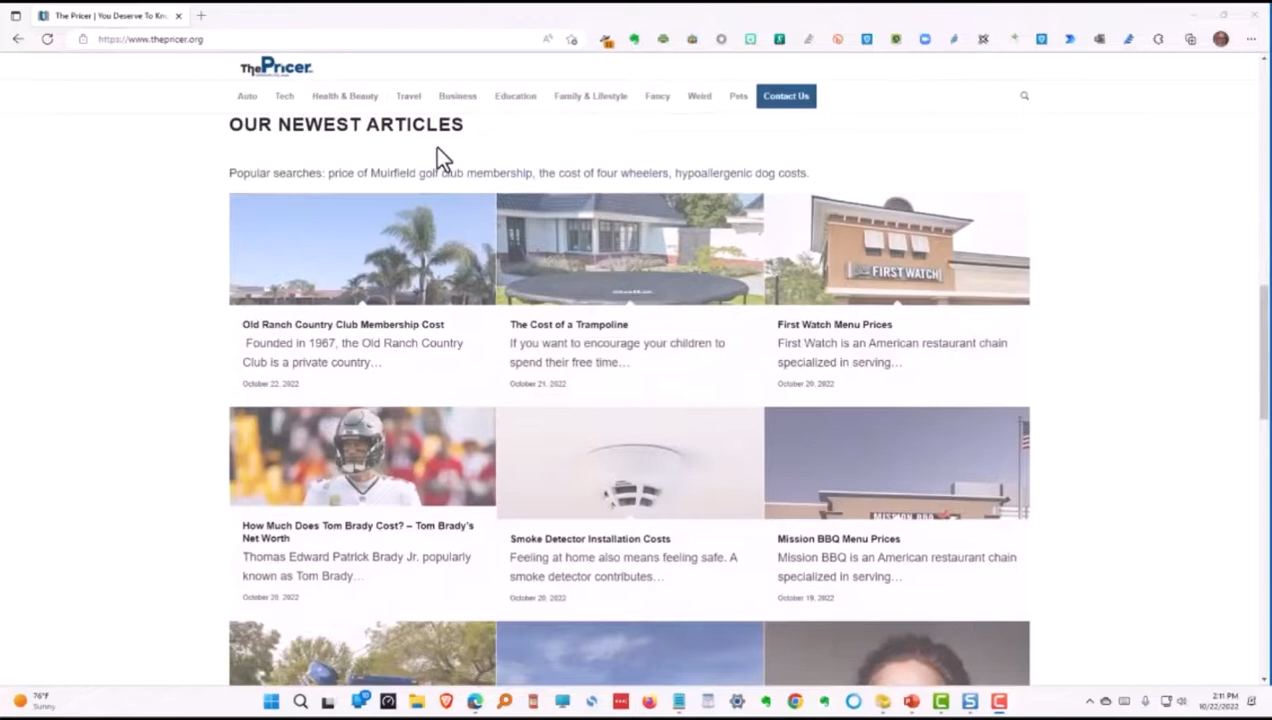 The Pricer | You Deserve To Kn
https://www.thepricer.org
ThePricer
Auto Tech Health & Beauty Travel Business Education Family & Lifestyle Fancy Weird Pets Contact Us
OUR NEWEST ARTICLES
Popular searches: price of Muirfield golf club membership, the cost of four wheelers, hypoallergenic dog costs.
FIRST WATCH
Old Ranch Country Club Membership Cost
Founded in 1967, the Old Ranch Country
Club is a private country…
October 22, 2022
The Cost of a Trampoline
If you want to encourage your children to
spend their free time…
October 21, 2022
First Watch Menu Prices
First Watch is an American restaurant chain
specialized in serving…
October 20, 2022
MISSION BBQ
How Much Does Tom Brady Cost? – Tom Brady's
Net Worth
Thomas Edward Patrick Brady Jr. popularly
known as Tom Brady…
October 20, 2022
Smoke Detector Installation Costs
Feeling at home also means feeling safe. A
smoke detector contributes…
October 20, 2022
Mission BBQ Menu Prices
Mission BBQ is an American restaurant chain
specialized in serving…
October 19, 2022
76°F
Sunny
2:11 PM
10/22/2022